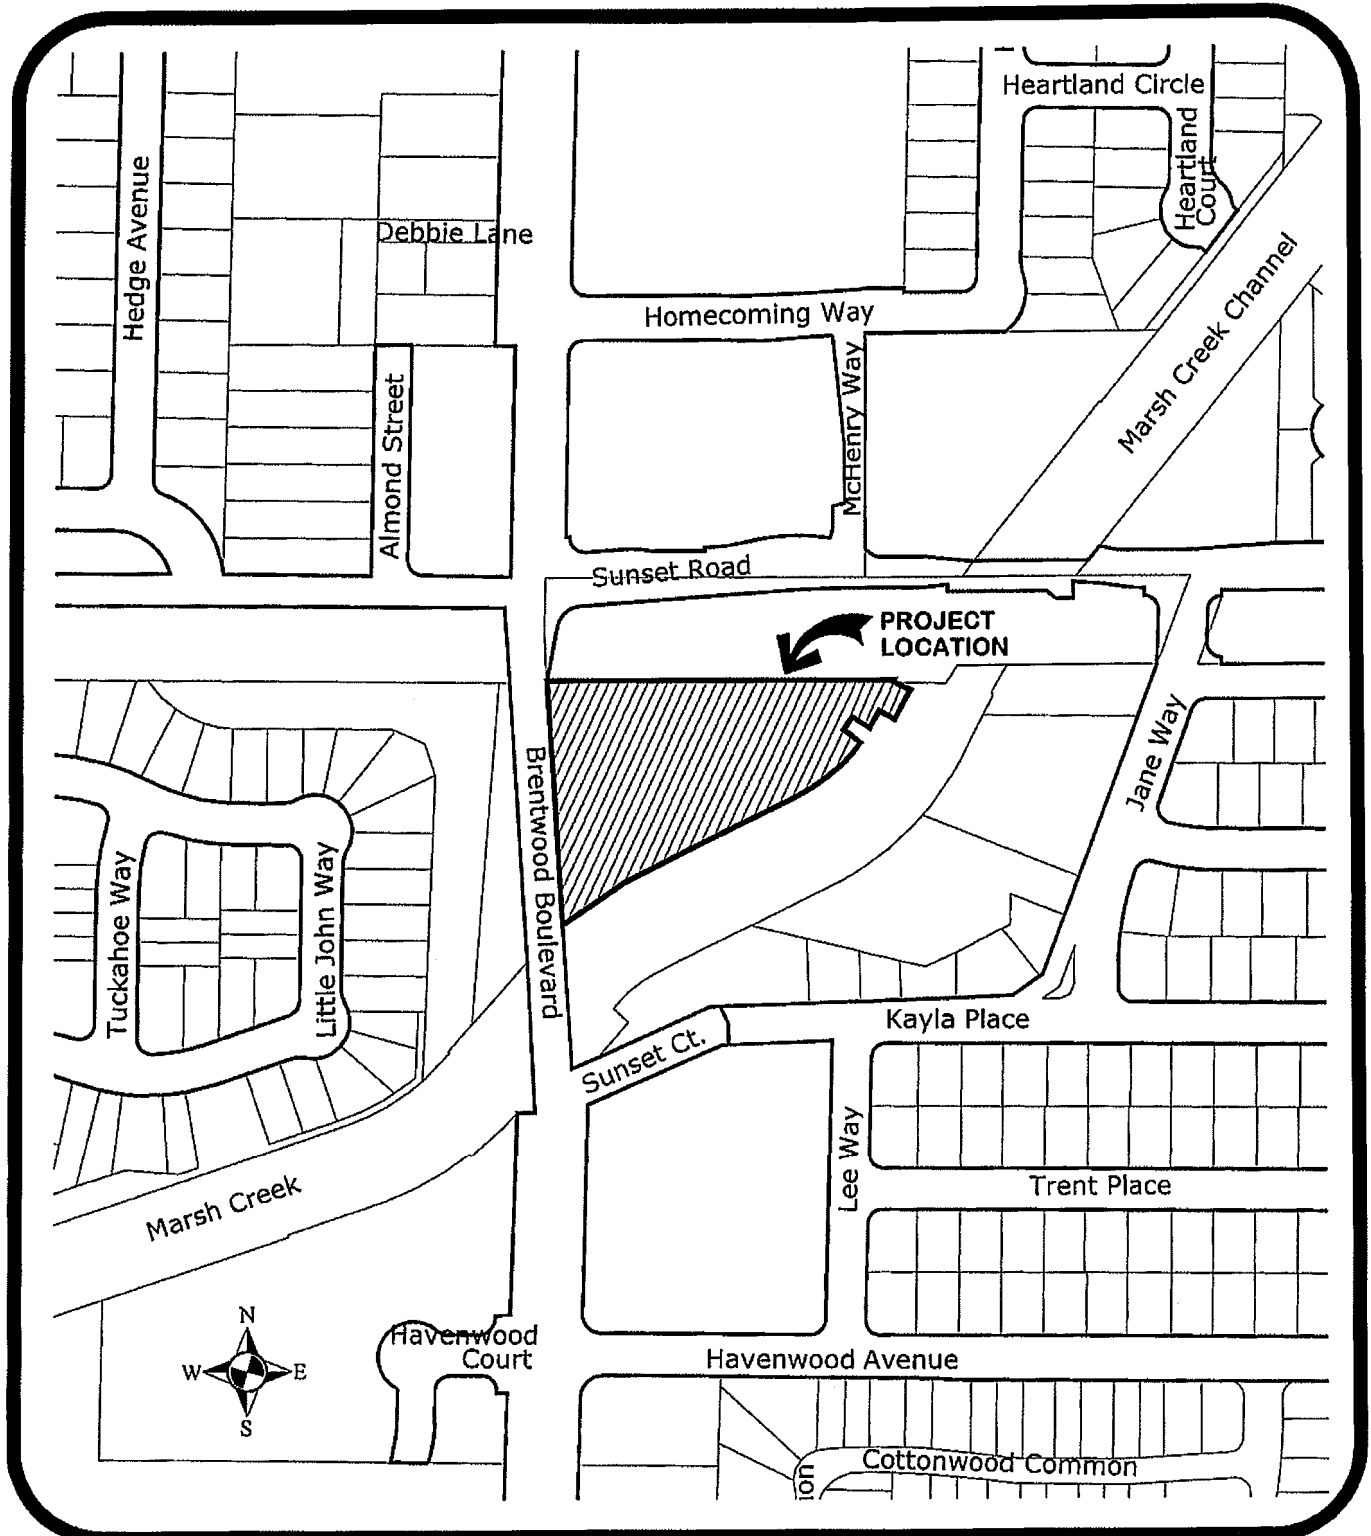 Heartland Circle
Heartland
Court
Hedge Avenue
Debbie Lane
Marsh Creek Channel
Homecoming Way
McHenry Way
Almond Street
Sunset Road
PROJECT
LOCATION
Jane Way
Brentwood Boulevard
Tuckahoe Way
Little John Way
Kayla Place
Sunset Ct.
Lee Way
Trent Place
Marsh Creek
N
W E
S
Havenwood
Court
Havenwood Avenue
Cottonwood Common
ion